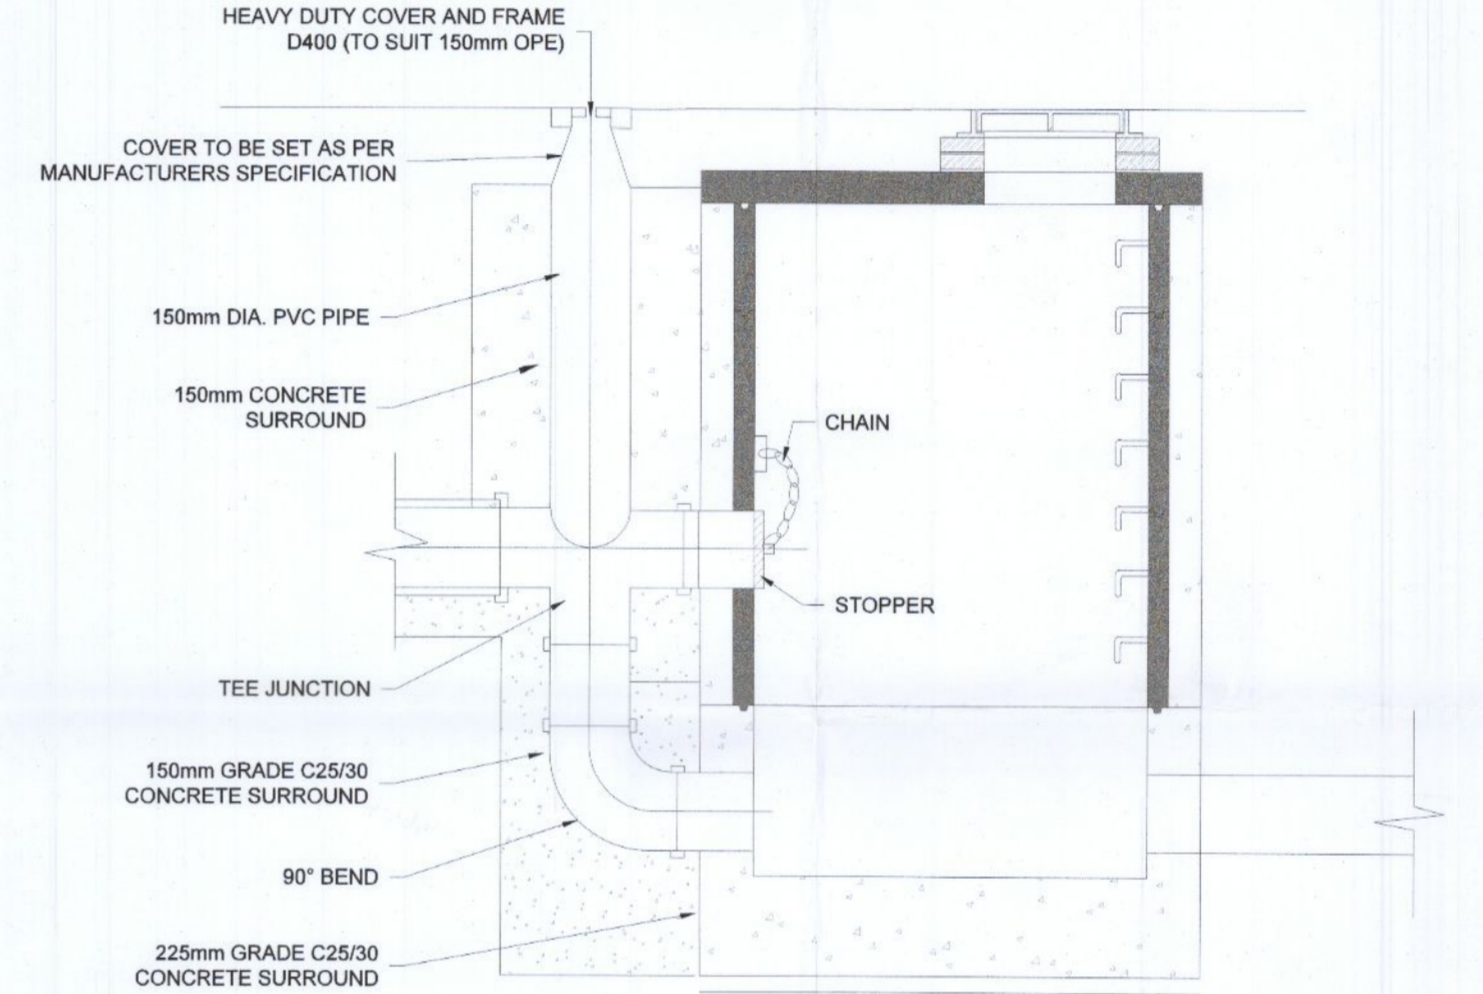 HEAVY DUTY COVER AND FRAME
D400 (TO SUIT 150mm OPE)
COVER TO BE SET AS PER
MANUFACTURERS SPECIFICATION
150mm DIA. PVC PIPE
150mm CONCRETE
SURROUND
CHAIN
STOPPER
TEE JUNCTION
150mm GRADE C25/30
CONCRETE SURROUND
90° BEND
225mm GRADE C25/30
CONCRETE SURROUND